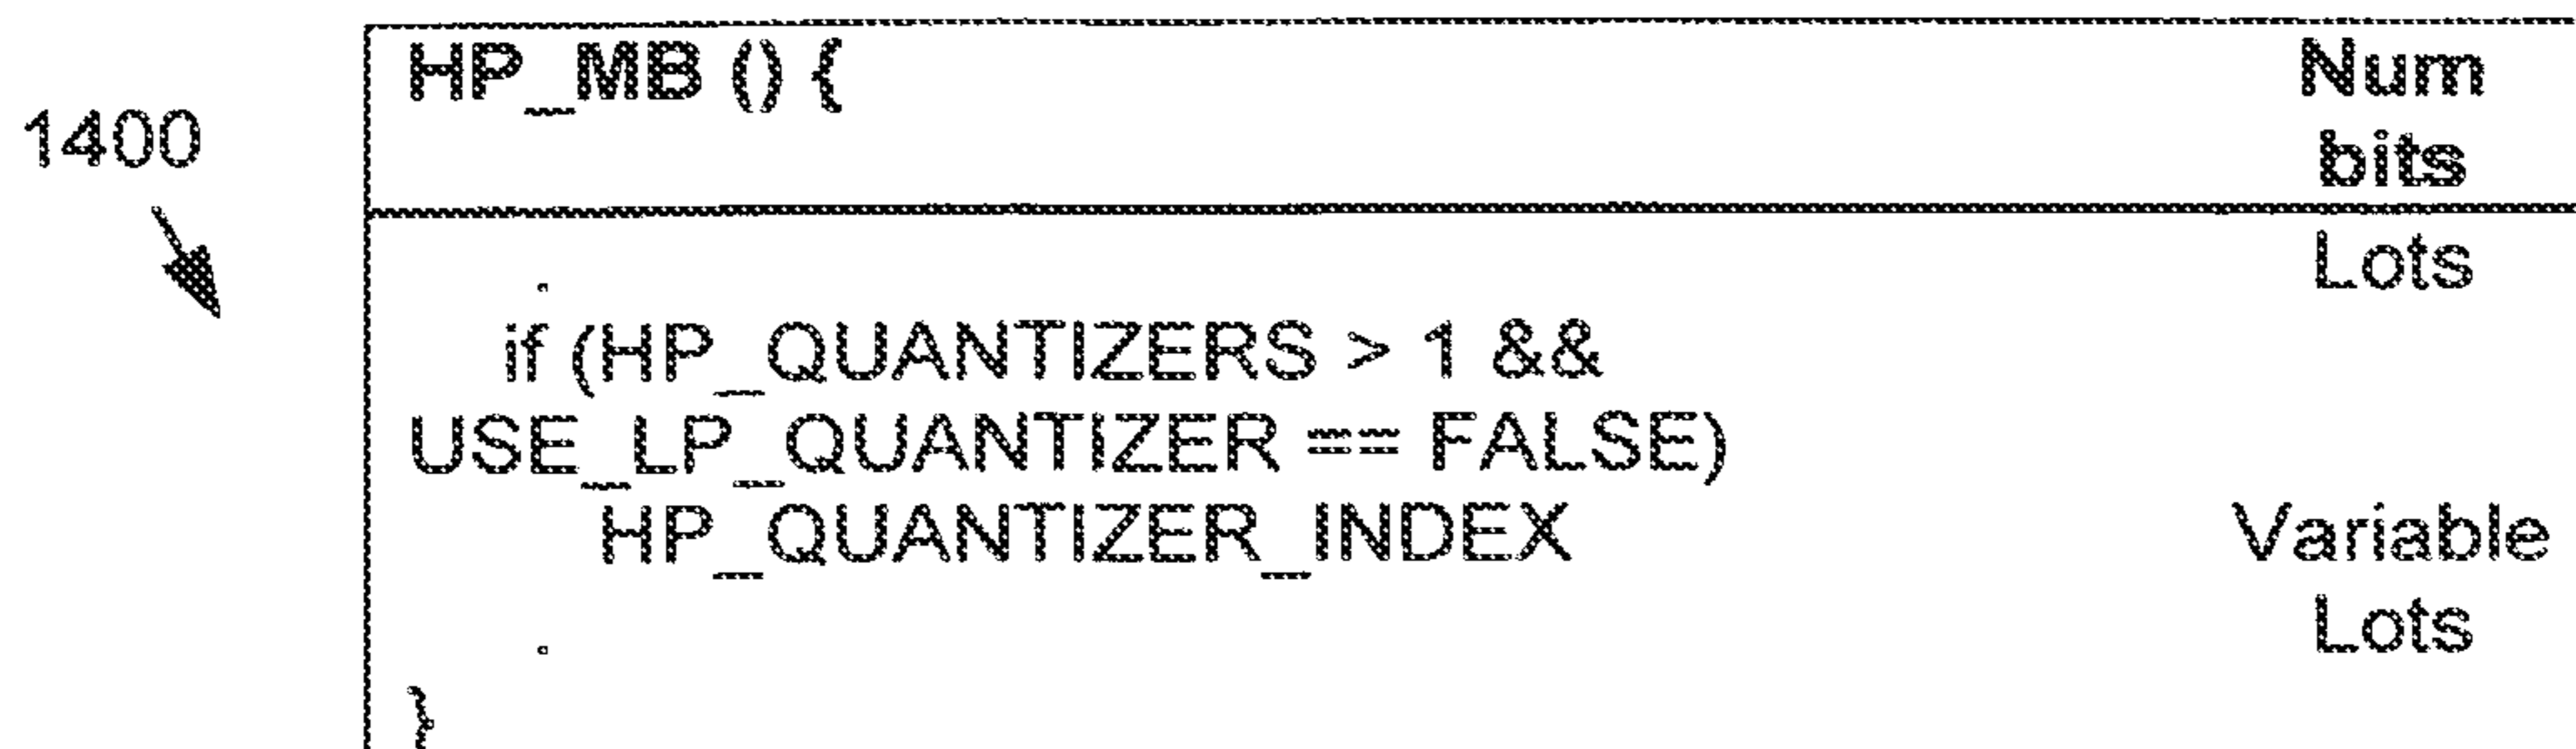 HP_MB () { Num
1400 bits
. Lots
if (HP_QUANTIZERS > 1 &&
USE_LP_QUANTIZER == FALSE)
HP_QUANTIZER_INDEX Variable
. Lots
}